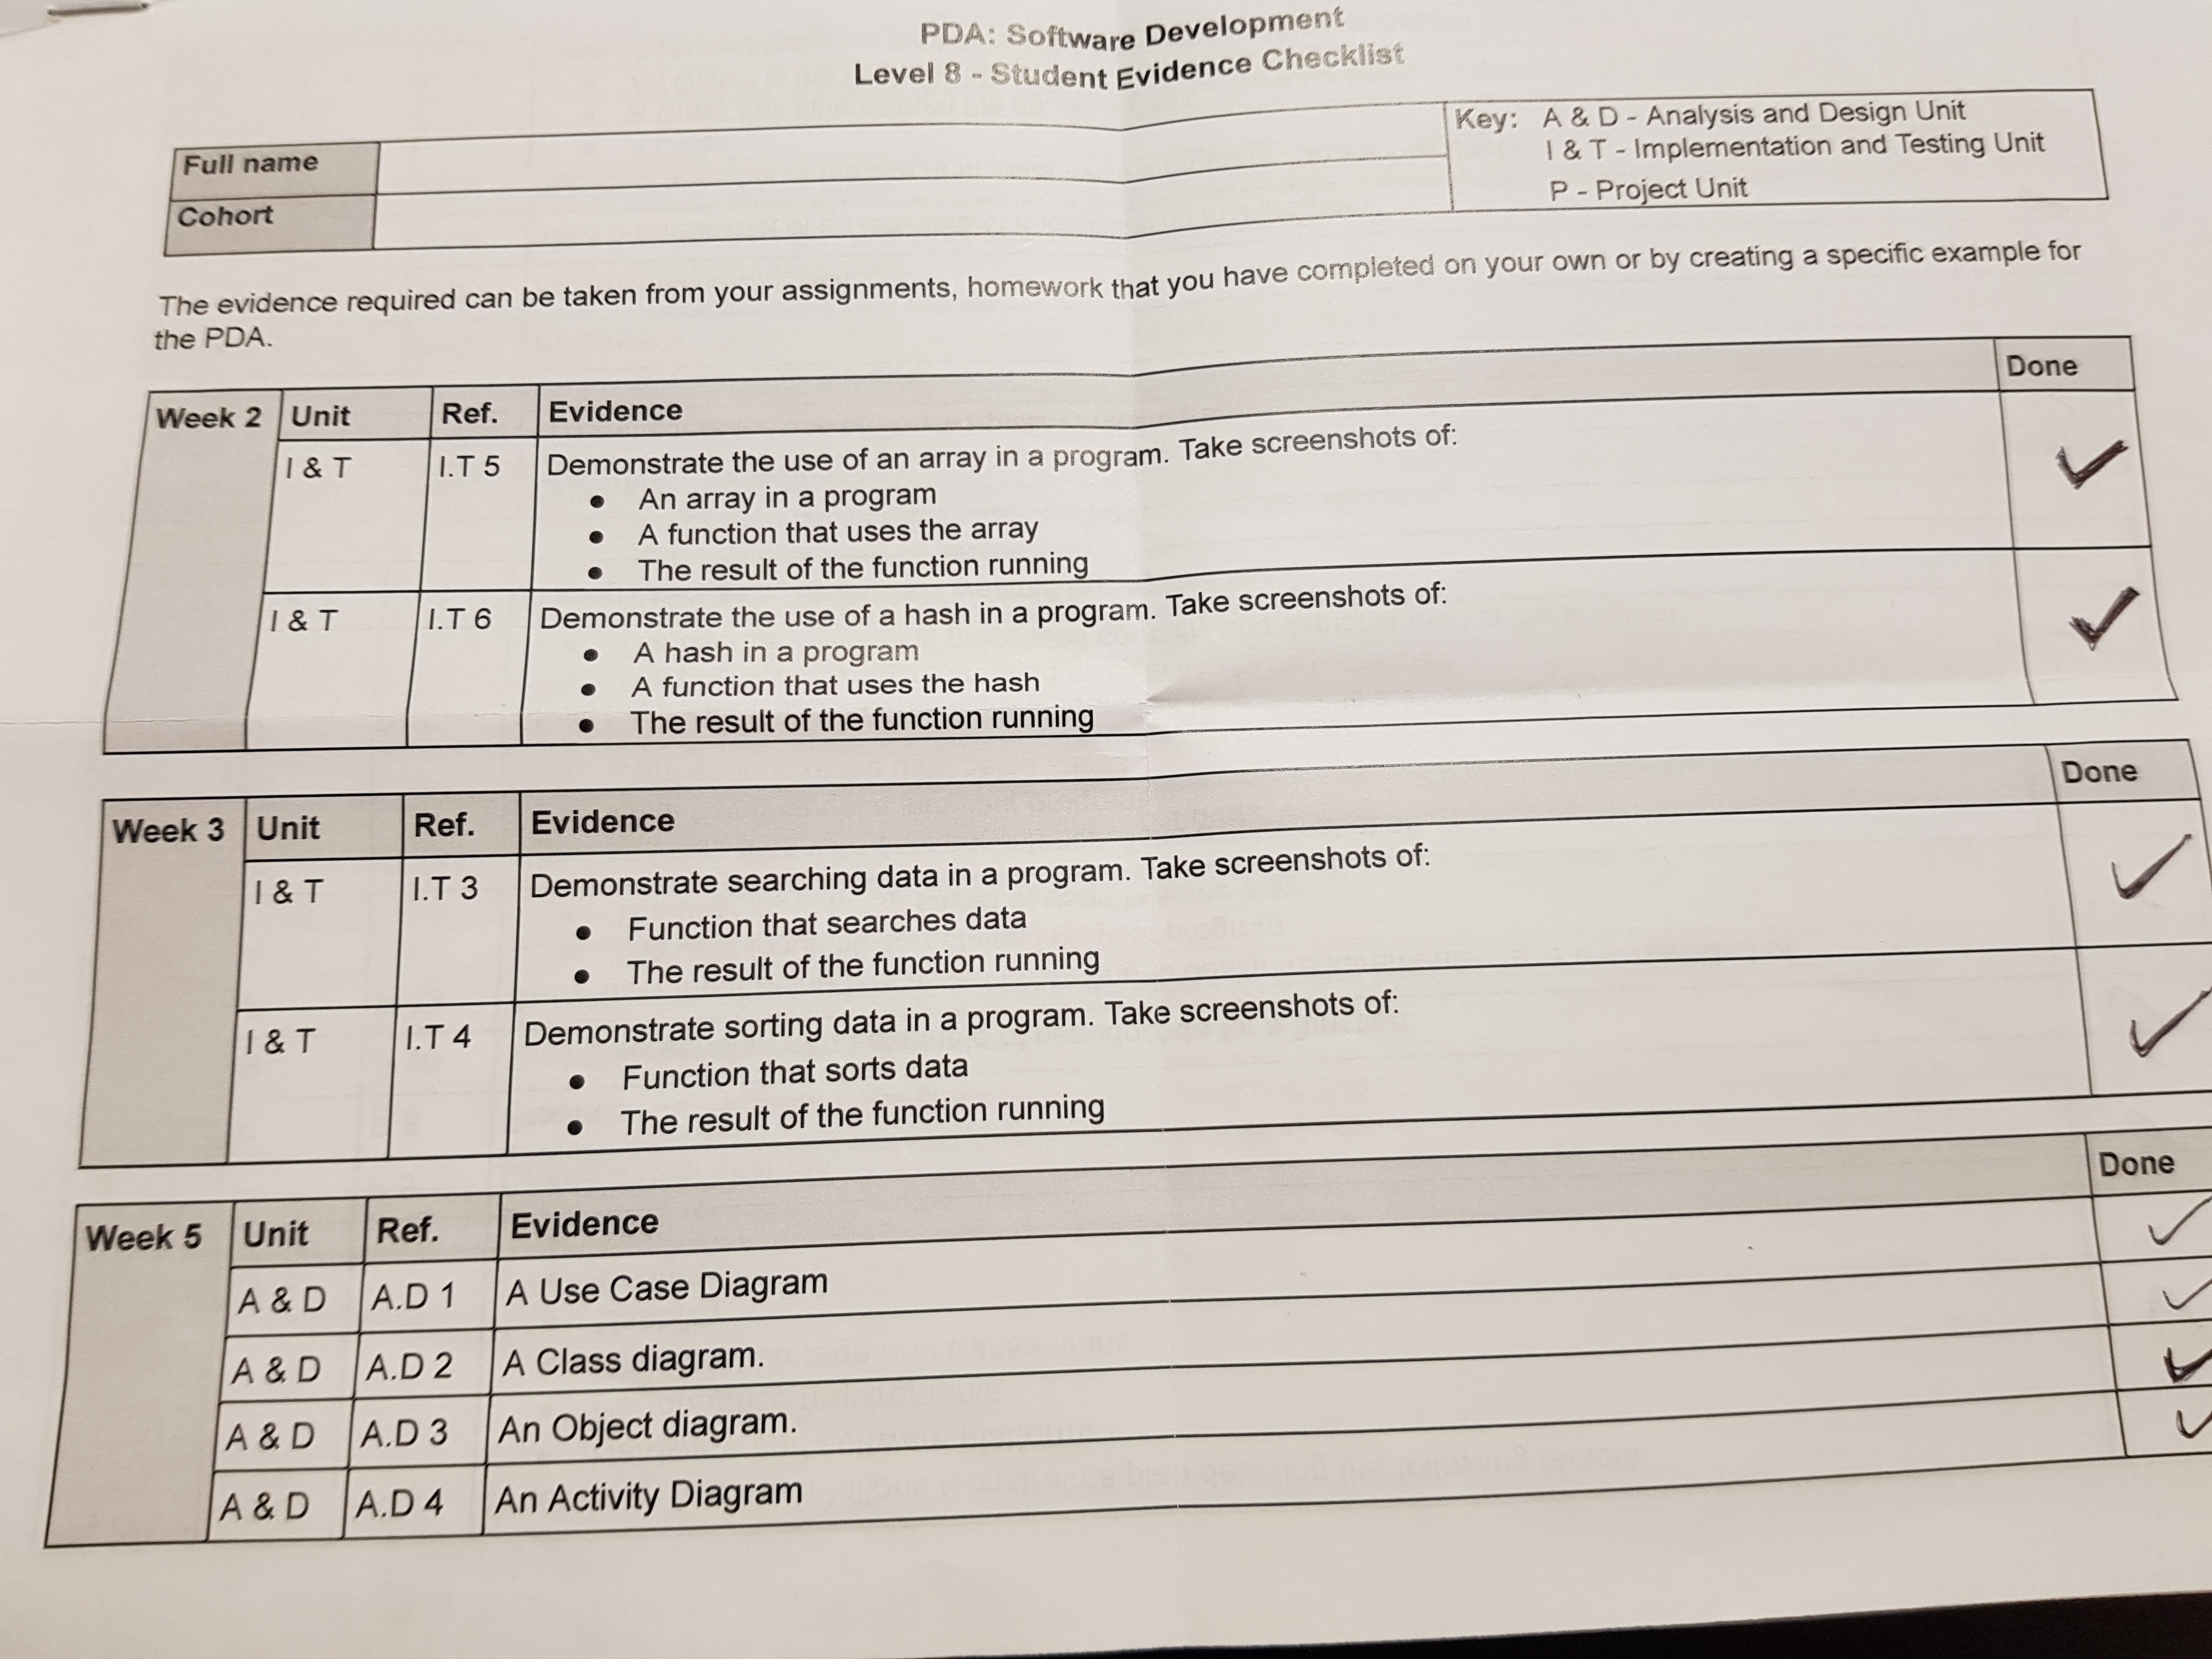 PDA: Software Development
Level 8 - Student Evidence Checklist
Full name
Cohort
Key: A & D - Analysis and Design Unit
I & T - Implementation and Testing Unit
P - Project Unit
The evidence required can be taken from your assignments, homework that you have completed on your own or by creating a specific example for
the PDA.
Week 2 Unit Ref. Evidence Done
I & T I.T 5 Demonstrate the use of an array in a program. Take screenshots of: ✓
● An array in a program
● A function that uses the array
● The result of the function running
I & T I.T 6 Demonstrate the use of a hash in a program. Take screenshots of: ✓
● A hash in a program
● A function that uses the hash
● The result of the function running
Week 3 Unit Ref. Evidence Done
I & T I.T 3 Demonstrate searching data in a program. Take screenshots of: ✓
● Function that searches data
● The result of the function running
I & T I.T 4 Demonstrate sorting data in a program. Take screenshots of: ✓
● Function that sorts data
● The result of the function running
Week 5 Unit Ref. Evidence Done
A & D A.D 1 A Use Case Diagram ✓
A & D A.D 2 A Class diagram. ✓
A & D A.D 3 An Object diagram. ✓
A & D A.D 4 An Activity Diagram ✓